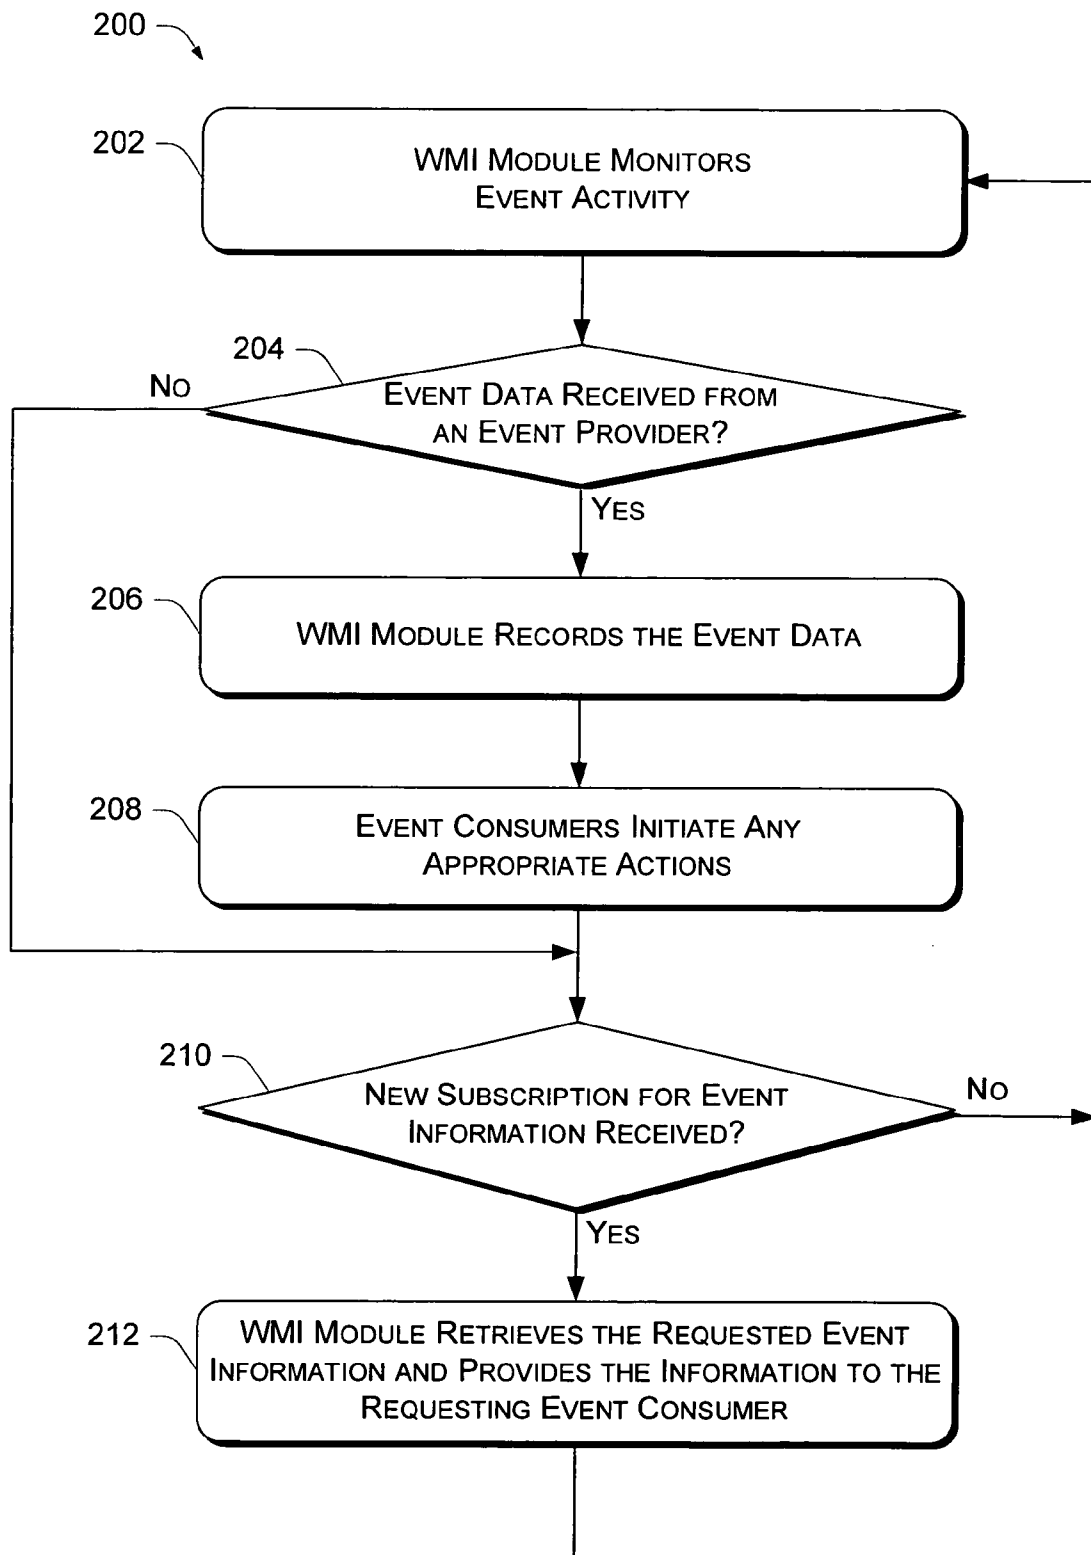 200
202
WMI MODULE MONITORS
EVENT ACTIVITY
204
NO
EVENT DATA RECEIVED FROM
AN EVENT PROVIDER?
YES
206
WMI MODULE RECORDS THE EVENT DATA
208
EVENT CONSUMERS INITIATE ANY
APPROPRIATE ACTIONS
210
NEW SUBSCRIPTION FOR EVENT
INFORMATION RECEIVED?
NO
YES
212
WMI MODULE RETRIEVES THE REQUESTED EVENT
INFORMATION AND PROVIDES THE INFORMATION TO THE
REQUESTING EVENT CONSUMER